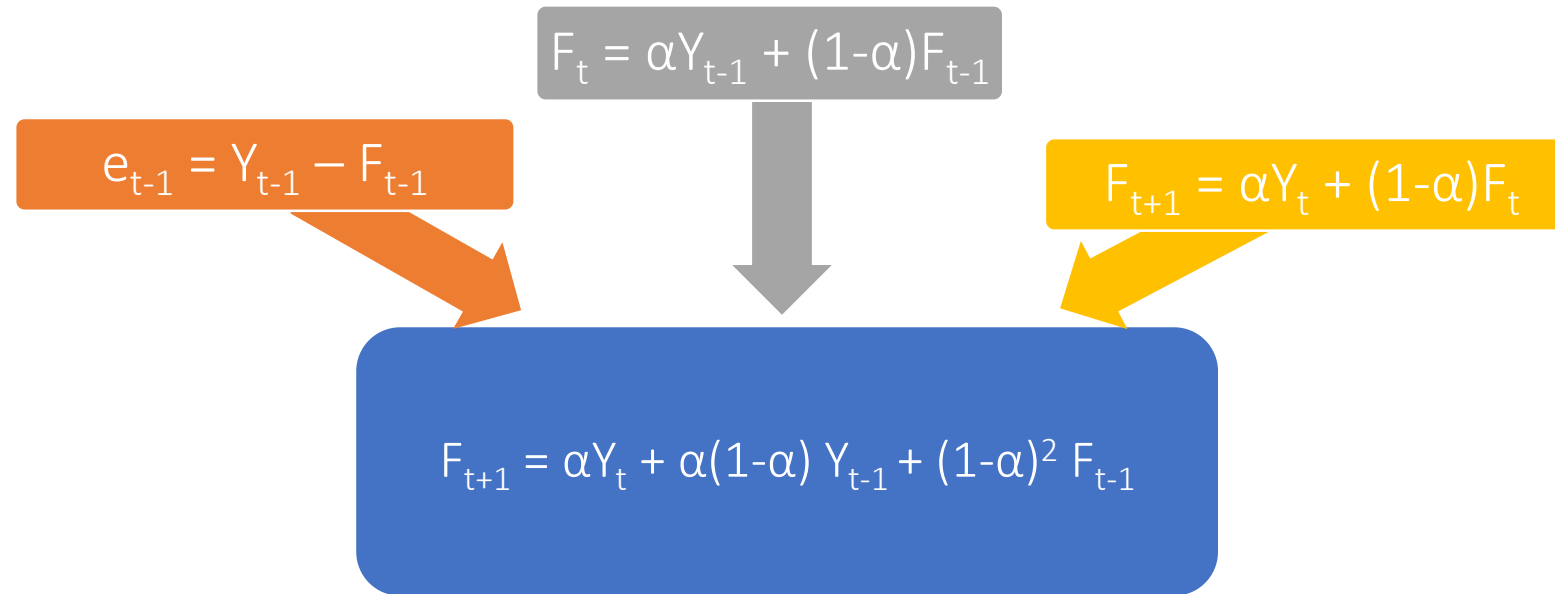 Fₜ = αYₜ₋₁ + (1-α)Fₜ₋₁
eₜ₋₁ = Yₜ₋₁ – Fₜ₋₁
Fₜ₊₁ = αYₜ + (1-α)Fₜ
Fₜ₊₁ = αYₜ + α(1-α) Yₜ₋₁ + (1-α)² Fₜ₋₁